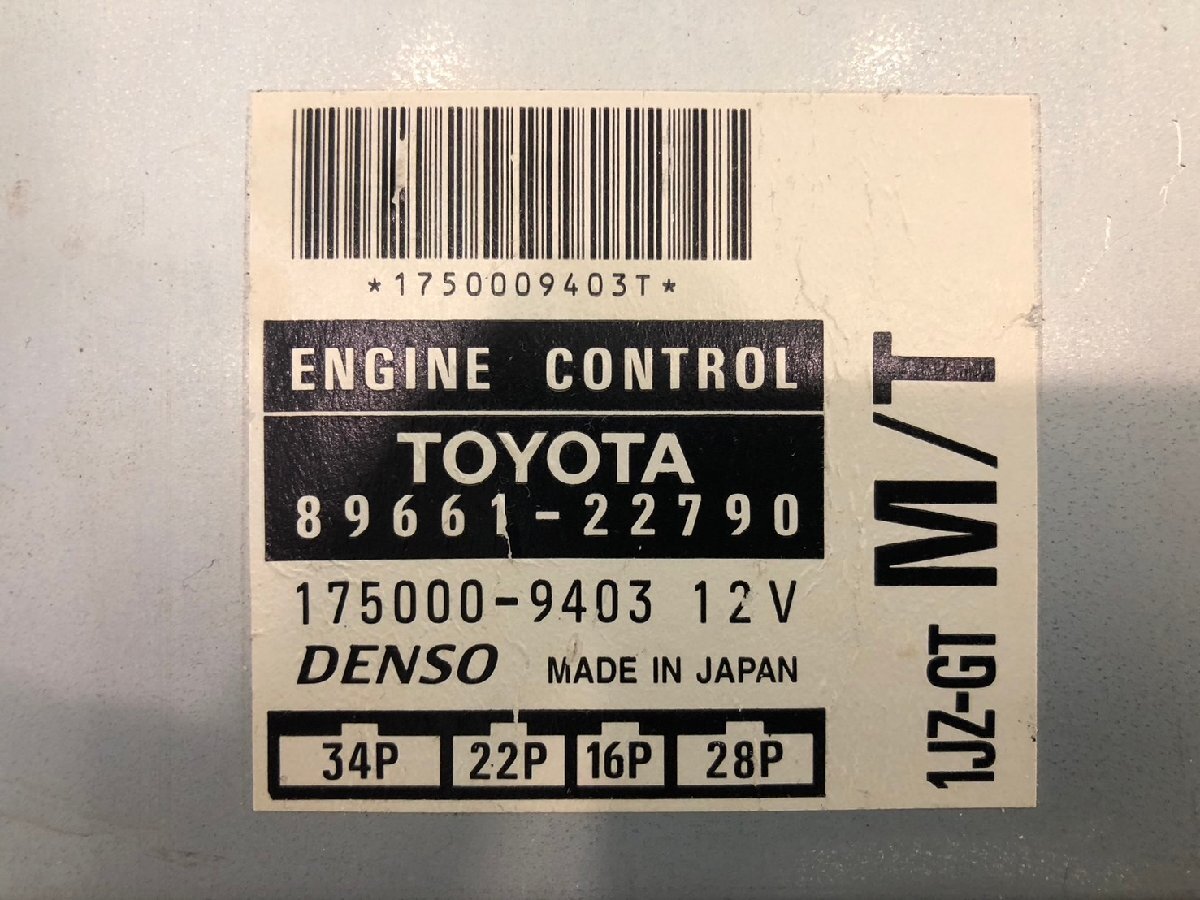 *1750009403T*
ENGINE CONTROL
TOYOTA
89661-22790
175000-9403 12V
DENSO MADE IN JAPAN
34P 22P 16P 28P
1JZ-GT M/T